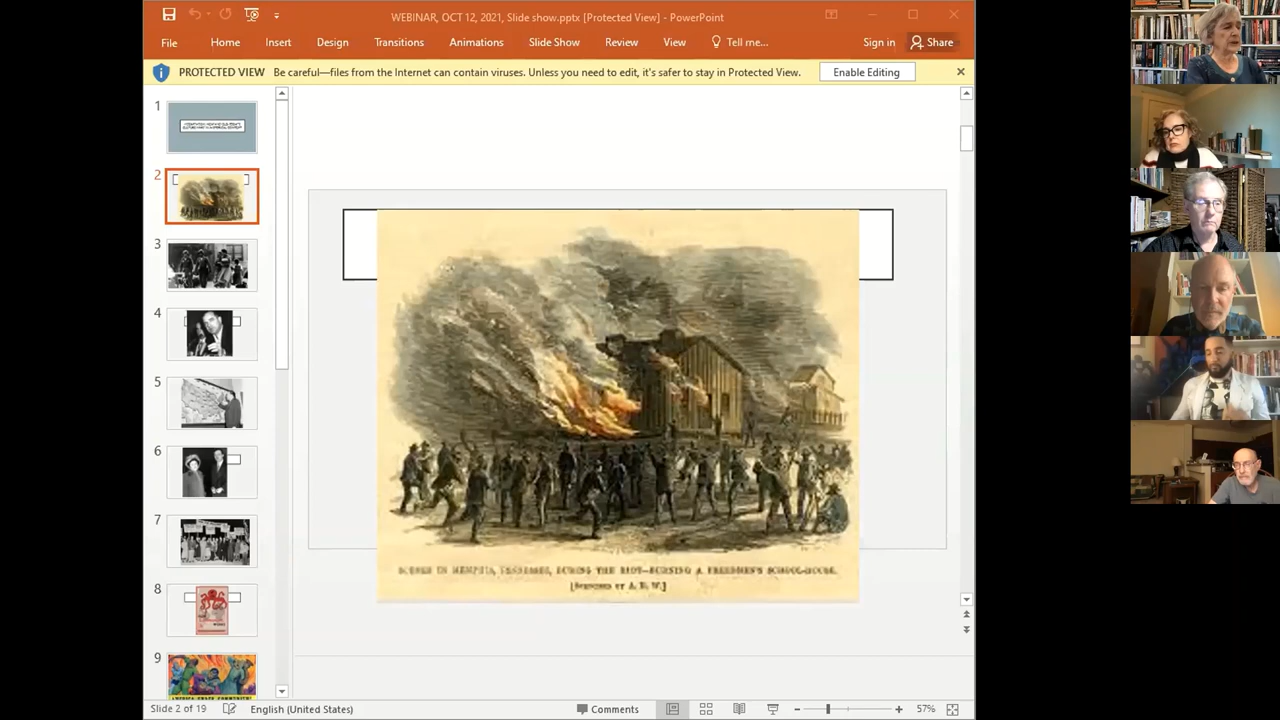 WEBINAR, OCT 12, 2021, Slide show.pptx [Protected View] - PowerPoint
File Home Insert Design Transitions Animations Slide Show Review View Tell me... Sign in Share
PROTECTED VIEW Be careful—files from the Internet can contain viruses. Unless you need to edit, it's safer to stay in Protected View. Enable Editing
1
2
3
4
5
6
7
8
9
SCENES IN MEMPHIS, TENNESSEE, DURING THE RIOT—BURNING A FREEDMEN'S SCHOOL-HOUSE.
[Sketched by A. R. W.]
Slide 2 of 19 English (United States) Comments 57%